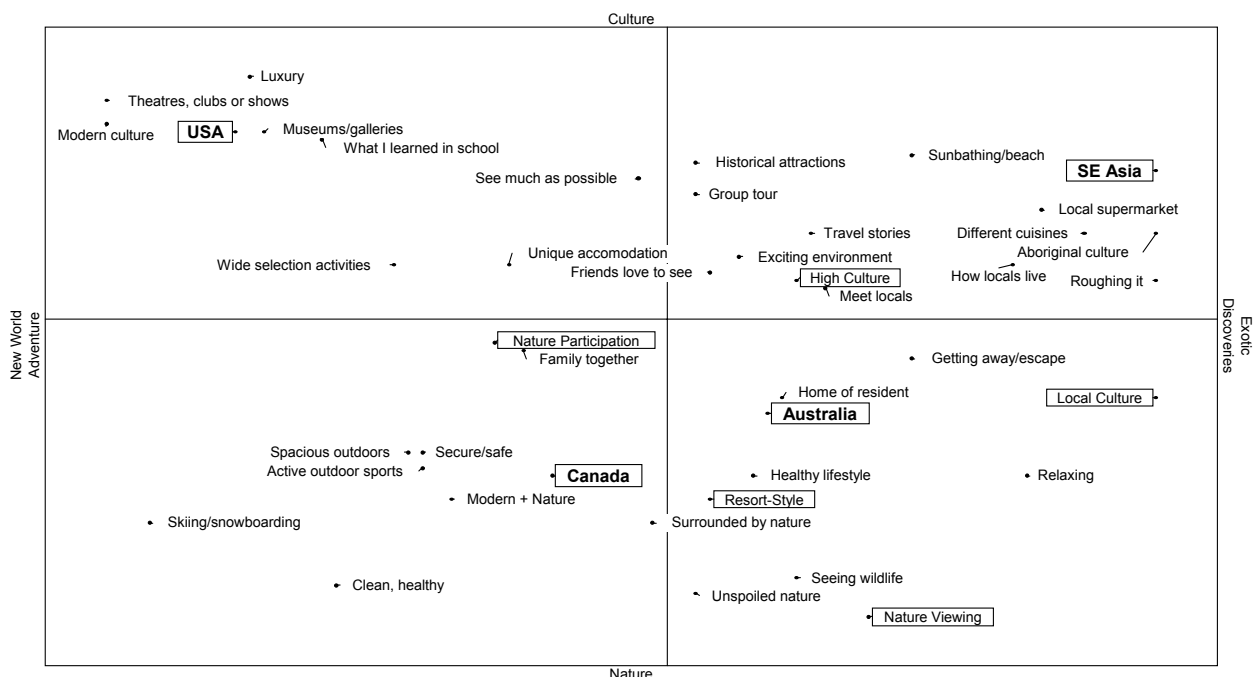 Culture
Luxury
Theatres, clubs or shows
Modern culture
USA
Museums/galleries
What I learned in school
See much as possible
Historical attractions
Sunbathing/beach
SE Asia
Group tour
Local supermarket
Travel stories
Different cuisines
Aboriginal culture
Unique accomodation
Exciting environment
Wide selection activities
Friends love to see
High Culture
How locals live
Roughing it
Meet locals
New World
Adventure
Exotic
Discoveries
Nature Participation
Family together
Getting away/escape
Home of resident
Local Culture
Australia
Spacious outdoors
Secure/safe
Active outdoor sports
Canada
Healthy lifestyle
Relaxing
Modern + Nature
Resort-Style
Skiing/snowboarding
Surrounded by nature
Clean, healthy
Seeing wildlife
Unspoiled nature
Nature Viewing
Nature